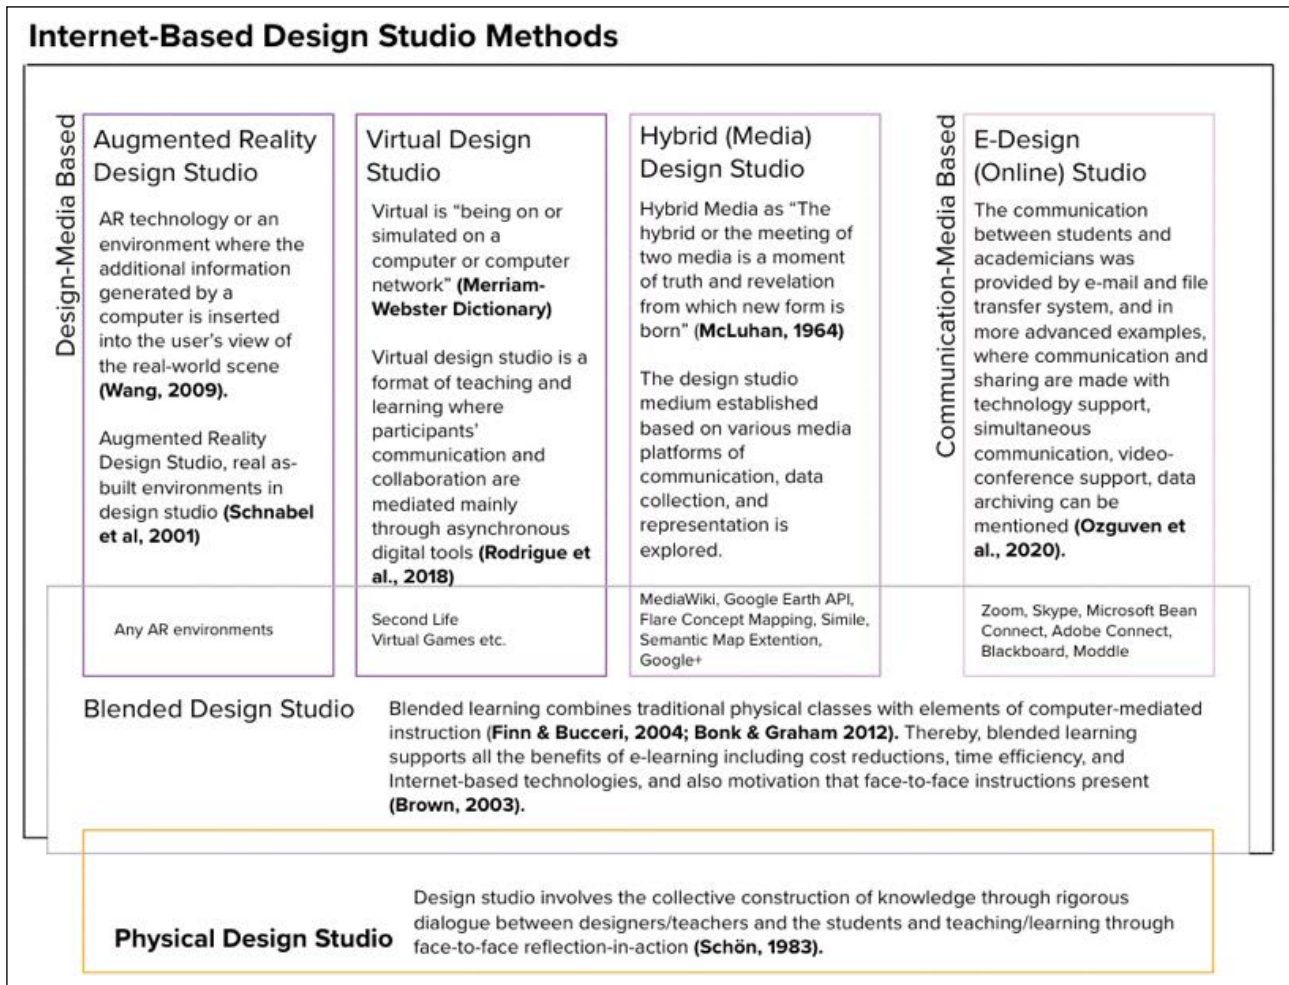 Internet-Based Design Studio Methods
Design-Media Based
Augmented Reality
Design Studio
AR technology or an
environment where the
additional information
generated by a
computer is inserted
into the user's view of
the real-world scene
(Wang, 2009).
Augmented Reality
Design Studio, real as-
built environments in
design studio (Schnabel
et al, 2001)
Any AR environments
Virtual Design
Studio
Virtual is “being on or
simulated on a
computer or computer
network” (Merriam-
Webster Dictionary)
Virtual design studio is a
format of teaching and
learning where
participants’
communication and
collaboration are
mediated mainly
through asynchronous
digital tools (Rodrigue et
al., 2018)
Second Life
Virtual Games etc.
Hybrid (Media)
Design Studio
Hybrid Media as “The
hybrid or the meeting of
two media is a moment
of truth and revelation
from which new form is
born” (McLuhan, 1964)
The design studio
medium established
based on various media
platforms of
communication, data
collection, and
representation is
explored.
MediaWiki, Google Earth API,
Flare Concept Mapping, Simile,
Semantic Map Extention,
Google+
Communication-Media Based
E-Design
(Online) Studio
The communication
between students and
academicians was
provided by e-mail and file
transfer system, and in
more advanced examples,
where communication and
sharing are made with
technology support,
simultaneous
communication, video-
conference support, data
archiving can be
mentioned (Ozguven et
al., 2020).
Zoom, Skype, Microsoft Bean
Connect, Adobe Connect,
Blackboard, Moddle
Blended Design Studio
Blended learning combines traditional physical classes with elements of computer-mediated
instruction (Finn & Bucceri, 2004; Bonk & Graham 2012). Thereby, blended learning
supports all the benefits of e-learning including cost reductions, time efficiency, and
Internet-based technologies, and also motivation that face-to-face instructions present
(Brown, 2003).
Physical Design Studio
Design studio involves the collective construction of knowledge through rigorous
dialogue between designers/teachers and the students and teaching/learning through
face-to-face reflection-in-action (Schön, 1983).